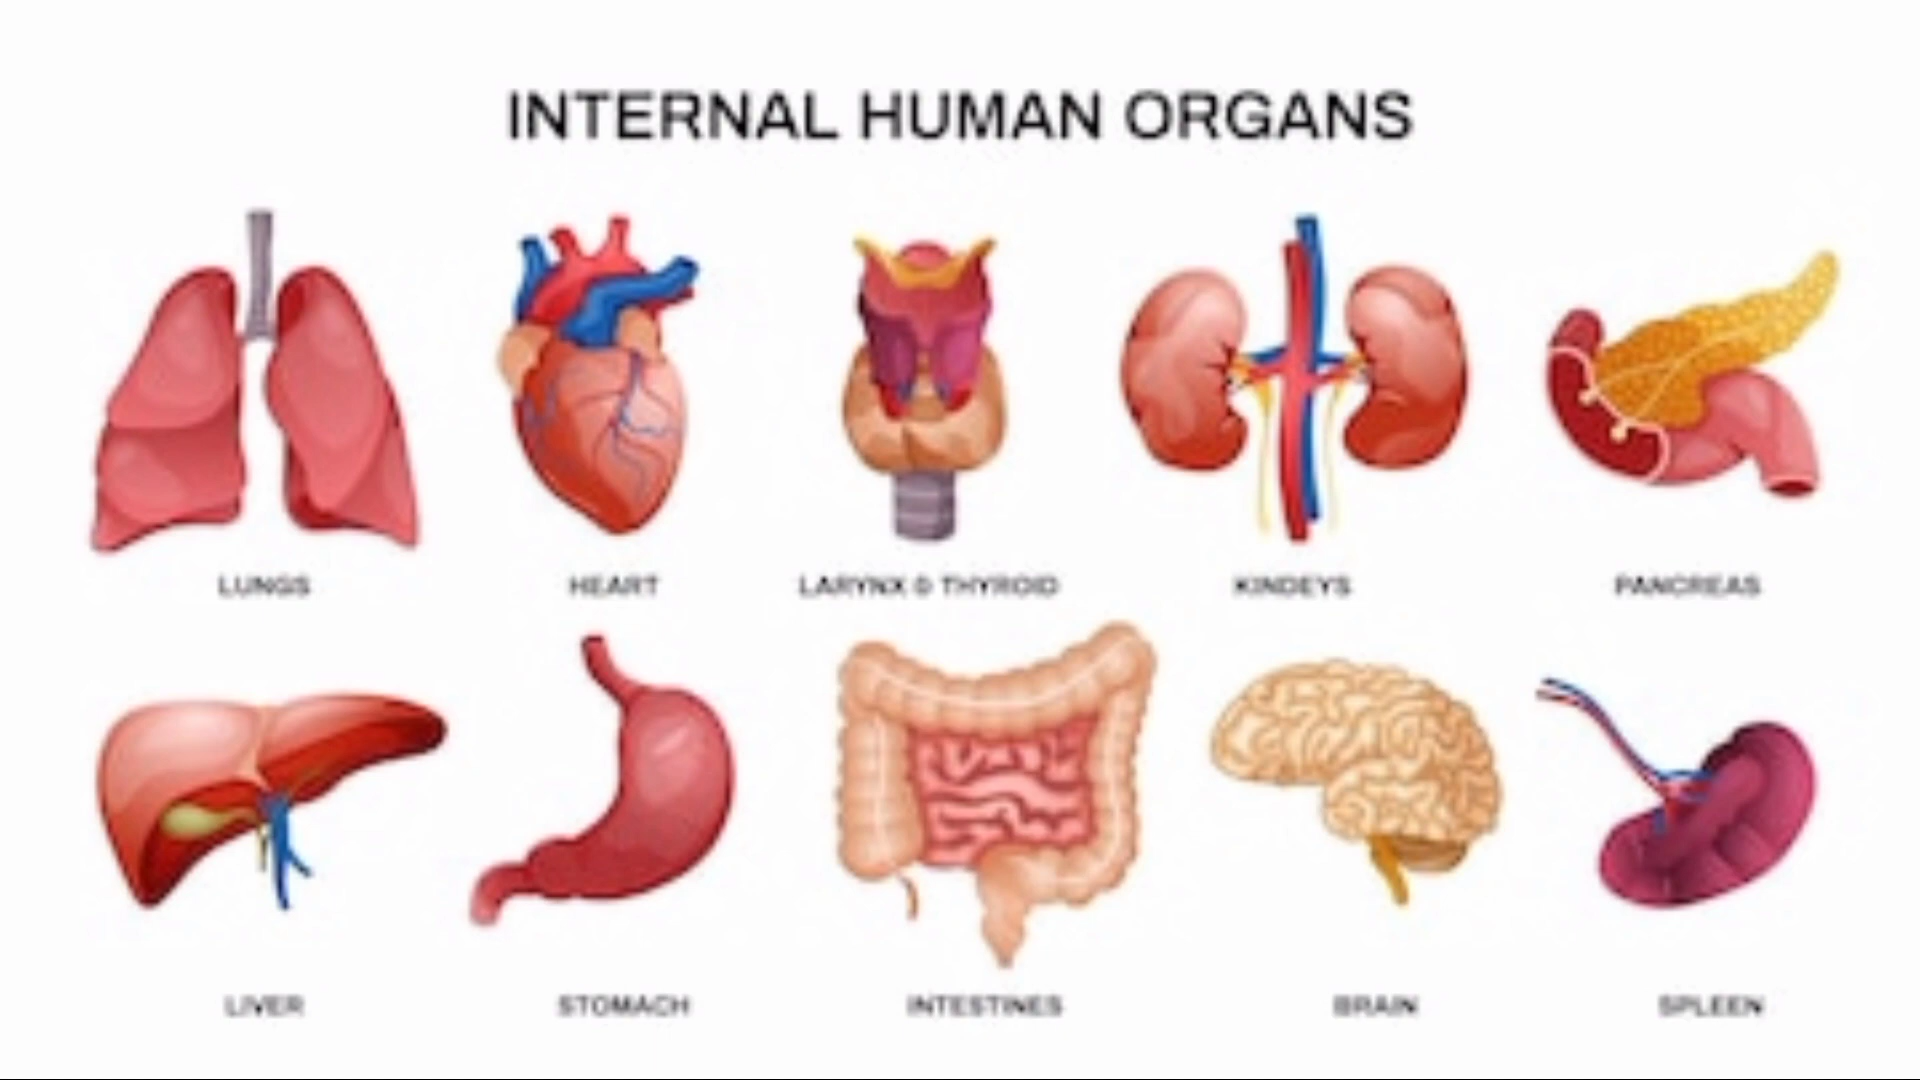 INTERNAL HUMAN ORGANS
LUNGS
HEART
LARYNX & THYROID
KINDEYS
PANCREAS
LIVER
STOMACH
INTESTINES
BRAIN
SPLEEN